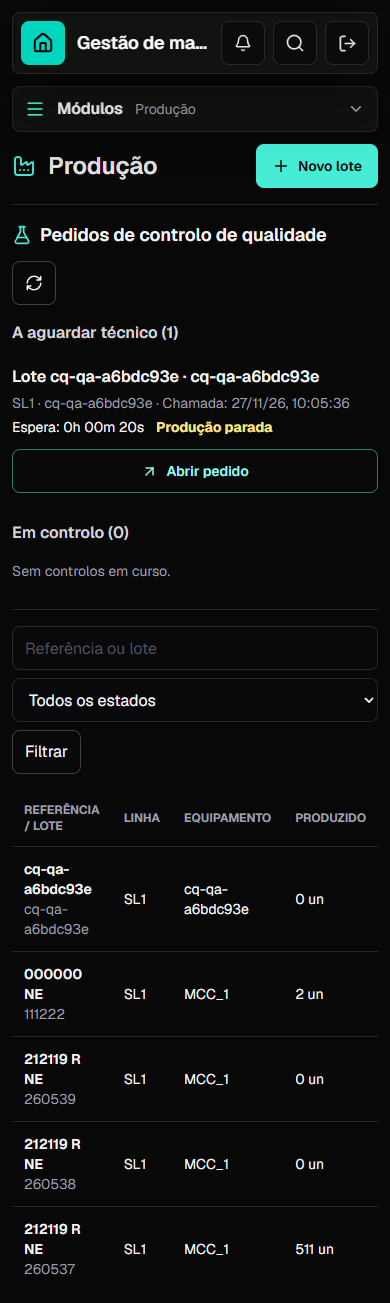 Gestão de ma...
Módulos Produção
Produção
Novo lote
Pedidos de controlo de qualidade
A aguardar técnico (1)
Lote cq-qa-a6bdc93e · cq-qa-a6bdc93e
SL1 · cq-qa-a6bdc93e · Chamada: 27/11/26, 10:05:36
Espera: 0h 00m 20s Produção parada
Abrir pedido
Em controlo (0)
Sem controlos em curso.
Referência ou lote
Todos os estados
Filtrar
REFERÊNCIA / LOTE LINHA EQUIPAMENTO PRODUZIDO
cq-qa-a6bdc93e cq-qa-a6bdc93e SL1 cq-qa-a6bdc93e 0 un
000000 NE 111222 SL1 MCC_1 2 un
212119 R NE 260539 SL1 MCC_1 0 un
212119 R NE 260538 SL1 MCC_1 0 un
212119 R NE 260537 SL1 MCC_1 511 un